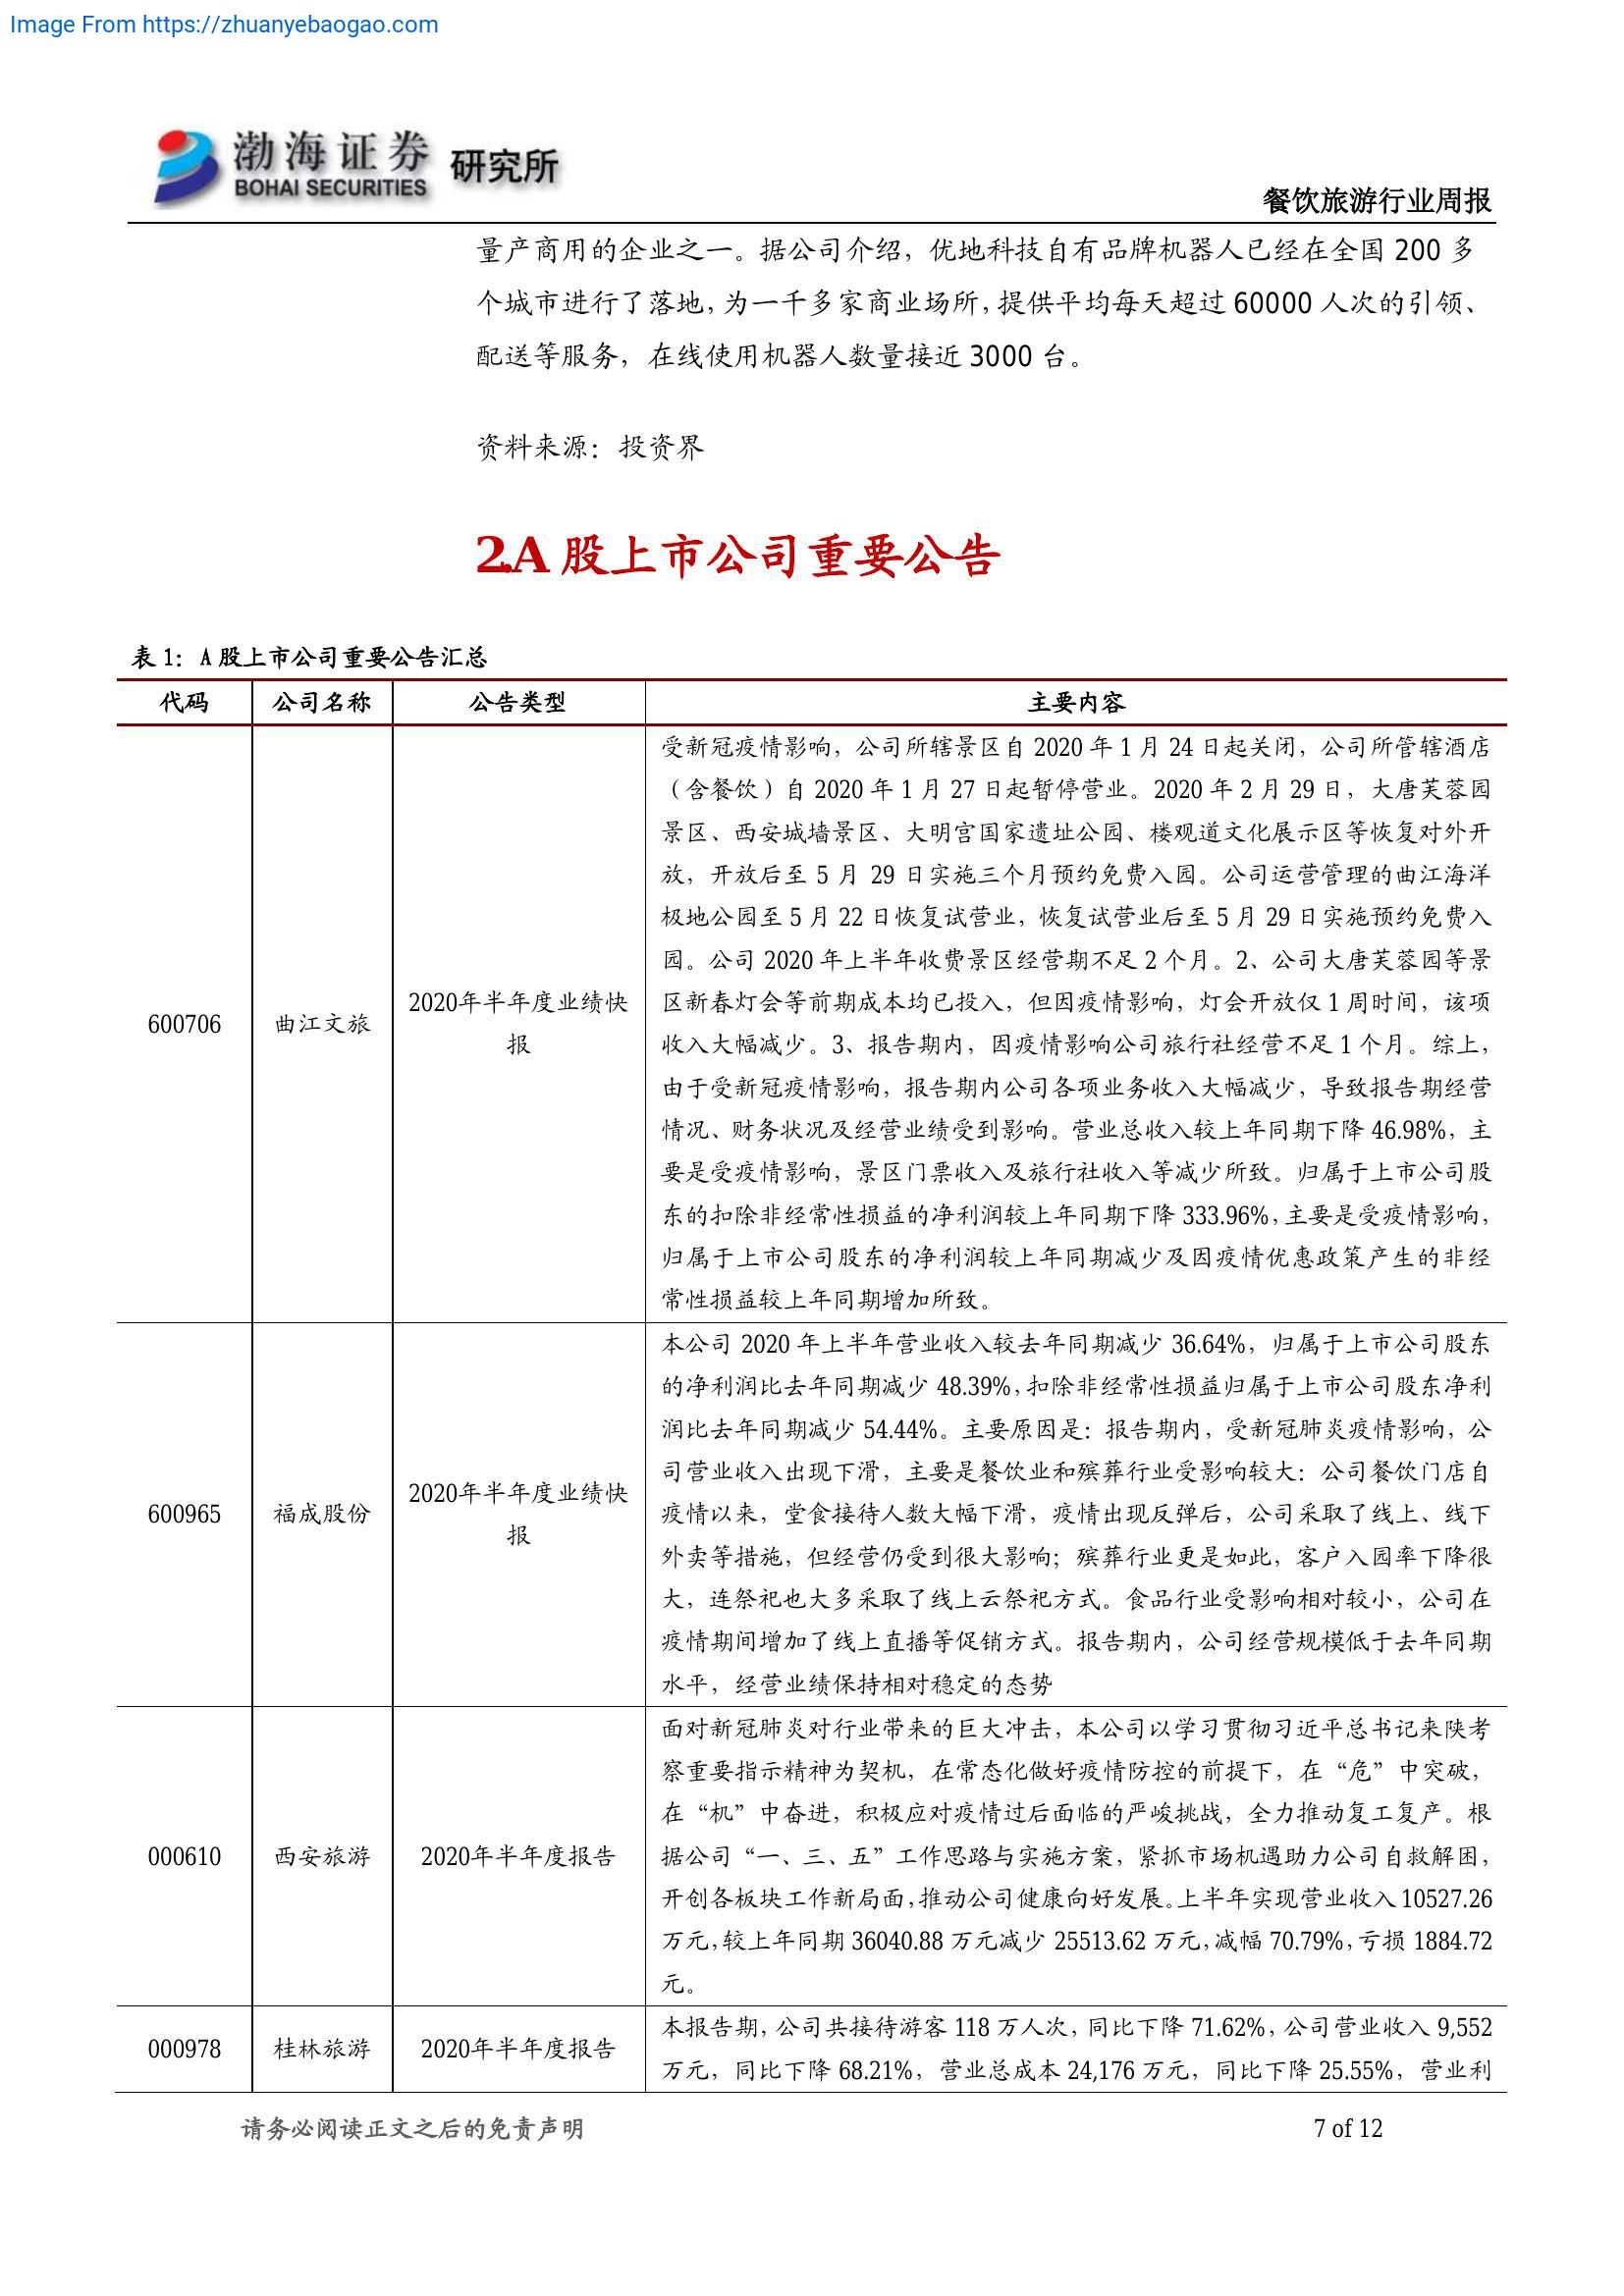 Image From https://zhuanyebaogao.com
渤海证券 研究所
BOHAI SECURITIES
餐饮旅游行业周报
量产商用的企业之一。据公司介绍，优地科技自有品牌机器人已经在全国 200 多
个城市进行了落地，为一千多家商业场所，提供平均每天超过 60000 人次的引领、
配送等服务，在线使用机器人数量接近 3000 台。
资料来源：投资界
2.A 股上市公司重要公告
表 1：A 股上市公司重要公告汇总
代码 公司名称 公告类型 主要内容
600706 曲江文旅 2020年半年度业绩快
报
受新冠疫情影响，公司所辖景区自 2020 年 1 月 24 日起关闭，公司所管辖酒店
（含餐饮）自 2020 年 1 月 27 日起暂停营业。2020 年 2 月 29 日，大唐芙蓉园
景区、西安城墙景区、大明宫国家遗址公园、楼观道文化展示区等恢复对外开
放，开放后至 5 月 29 日实施三个月预约免费入园。公司运营管理的曲江海洋
极地公园至 5 月 22 日恢复试营业，恢复试营业后至 5 月 29 日实施预约免费入
园。公司 2020 年上半年收费景区经营期不足 2 个月。2、公司大唐芙蓉园等景
区新春灯会等前期成本均已投入，但因疫情影响，灯会开放仅 1 周时间，该项
收入大幅减少。3、报告期内，因疫情影响公司旅行社经营不足 1 个月。综上，
由于受新冠疫情影响，报告期内公司各项业务收入大幅减少，导致报告期经营
情况、财务状况及经营业绩受到影响。营业总收入较上年同期下降 46.98%，主
要是受疫情影响，景区门票收入及旅行社收入等减少所致。归属于上市公司股
东的扣除非经常性损益的净利润较上年同期下降 333.96%，主要是受疫情影响，
归属于上市公司股东的净利润较上年同期减少及因疫情优惠政策产生的非经
常性损益较上年同期增加所致。
600965 福成股份 2020年半年度业绩快
报
本公司 2020 年上半年营业收入较去年同期减少 36.64%，归属于上市公司股东
的净利润比去年同期减少 48.39%，扣除非经常性损益归属于上市公司股东净利
润比去年同期减少 54.44%。主要原因是：报告期内，受新冠肺炎疫情影响，公
司营业收入出现下滑，主要是餐饮业和殡葬行业受影响较大：公司餐饮门店自
疫情以来，堂食接待人数大幅下滑，疫情出现反弹后，公司采取了线上、线下
外卖等措施，但经营仍受到很大影响；殡葬行业更是如此，客户入园率下降很
大，连祭祀也大多采取了线上云祭祀方式。食品行业受影响相对较小，公司在
疫情期间增加了线上直播等促销方式。报告期内，公司经营规模低于去年同期
水平，经营业绩保持相对稳定的态势
000610 西安旅游 2020年半年度报告
面对新冠肺炎对行业带来的巨大冲击，本公司以学习贯彻习近平总书记来陕考
察重要指示精神为契机，在常态化做好疫情防控的前提下，在“危”中突破，
在“机”中奋进，积极应对疫情过后面临的严峻挑战，全力推动复工复产。根
据公司“一、三、五”工作思路与实施方案，紧抓市场机遇助力公司自救解困，
开创各板块工作新局面，推动公司健康向好发展。上半年实现营业收入 10527.26
万元，较上年同期 36040.88 万元减少 25513.62 万元，减幅 70.79%，亏损 1884.72
元。
000978 桂林旅游 2020年半年度报告
本报告期，公司共接待游客 118 万人次，同比下降 71.62%，公司营业收入 9,552
万元，同比下降 68.21%，营业总成本 24,176 万元，同比下降 25.55%，营业利
请务必阅读正文之后的免责声明 7 of 12